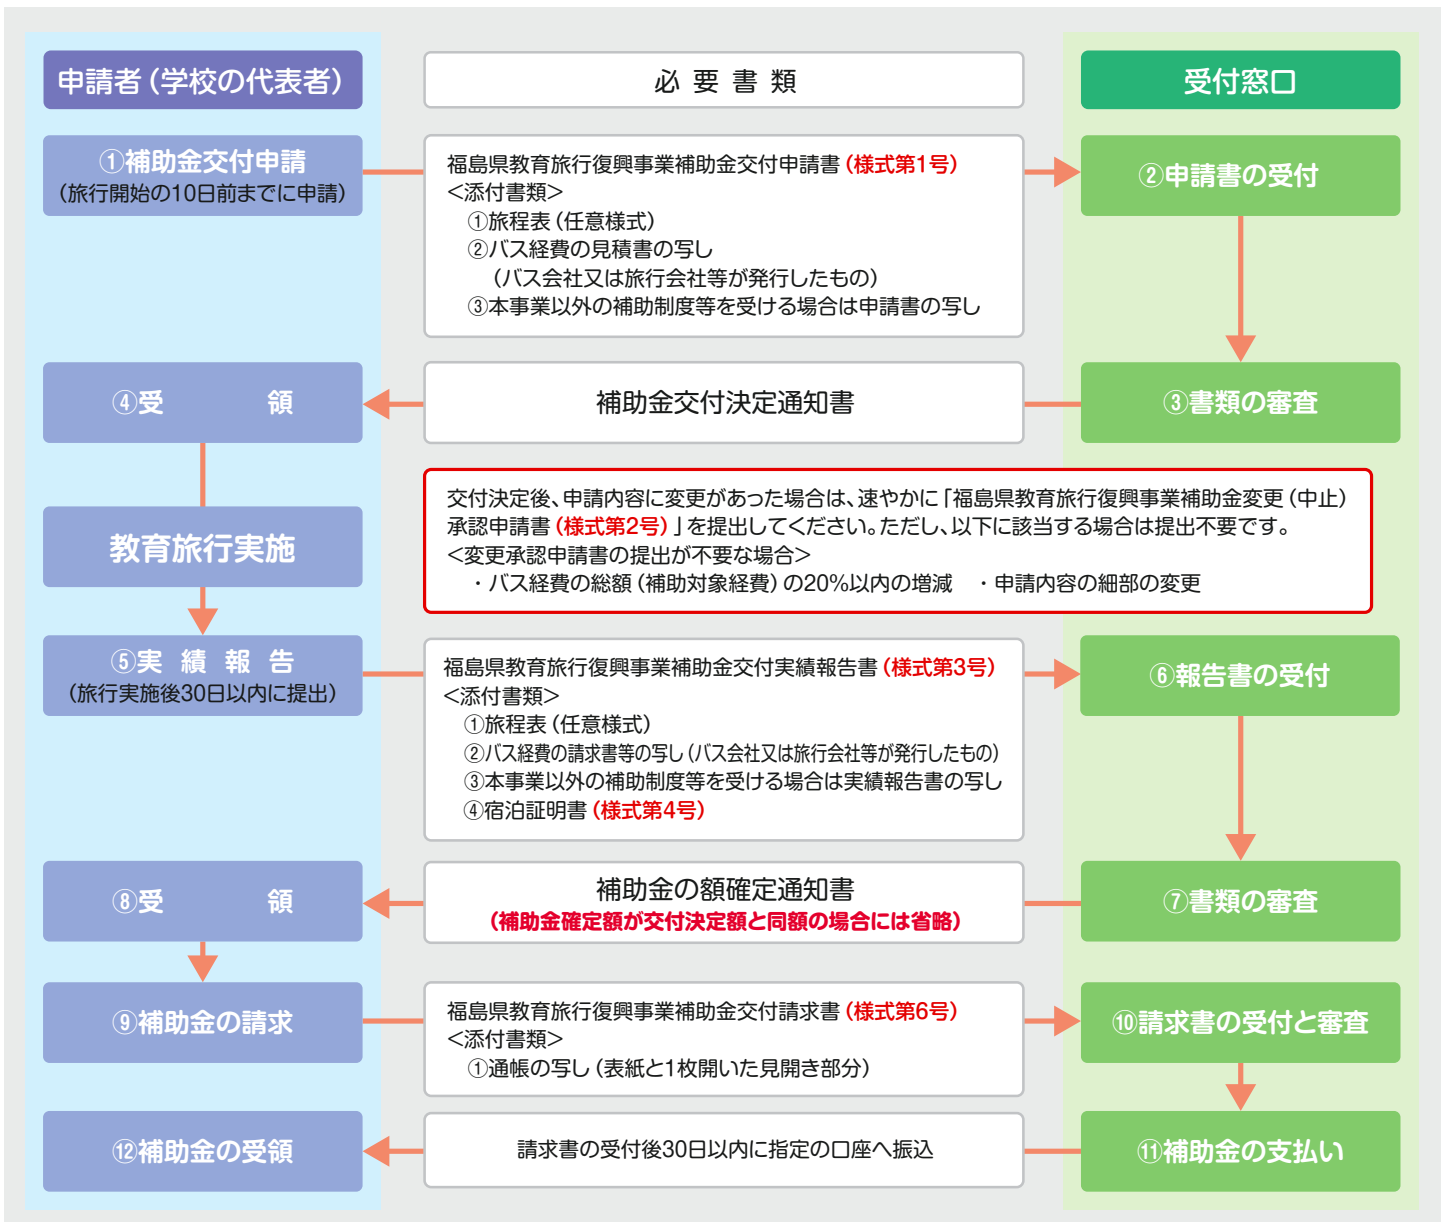 申請者（学校の代表者）
必要書類
受付窓口
①補助金交付申請
（旅行開始の10日前までに申請）
福島県教育旅行復興事業補助金交付申請書（様式第1号）
＜添付書類＞
①旅程表（任意様式）
②バス経費の見積書の写し
（バス会社又は旅行会社等が発行したもの）
③本事業以外の補助制度等を受ける場合は申請書の写し
②申請書の受付
④受　領
補助金交付決定通知書
③書類の審査
教育旅行実施
交付決定後、申請内容に変更があった場合は、速やかに「福島県教育旅行復興事業補助金変更（中止）
承認申請書（様式第2号）」を提出してください。ただし、以下に該当する場合は提出不要です。
＜変更承認申請書の提出が不要な場合＞
・バス経費の総額（補助対象経費）の20％以内の増減　・申請内容の細部の変更
⑤実績報告
（旅行実施後30日以内に提出）
福島県教育旅行復興事業補助金交付実績報告書（様式第3号）
＜添付書類＞
①旅程表（任意様式）
②バス経費の請求書等の写し（バス会社又は旅行会社等が発行したもの）
③本事業以外の補助制度等を受ける場合は実績報告書の写し
④宿泊証明書（様式第4号）
⑥報告書の受付
⑧受　領
補助金の額確定通知書
（補助金確定額が交付決定額と同額の場合には省略）
⑦書類の審査
⑨補助金の請求
福島県教育旅行復興事業補助金交付請求書（様式第6号）
＜添付書類＞
①通帳の写し（表紙と1枚開いた見開き部分）
⑩請求書の受付と審査
⑫補助金の受領
請求書の受付後30日以内に指定の口座へ振込
⑪補助金の支払い